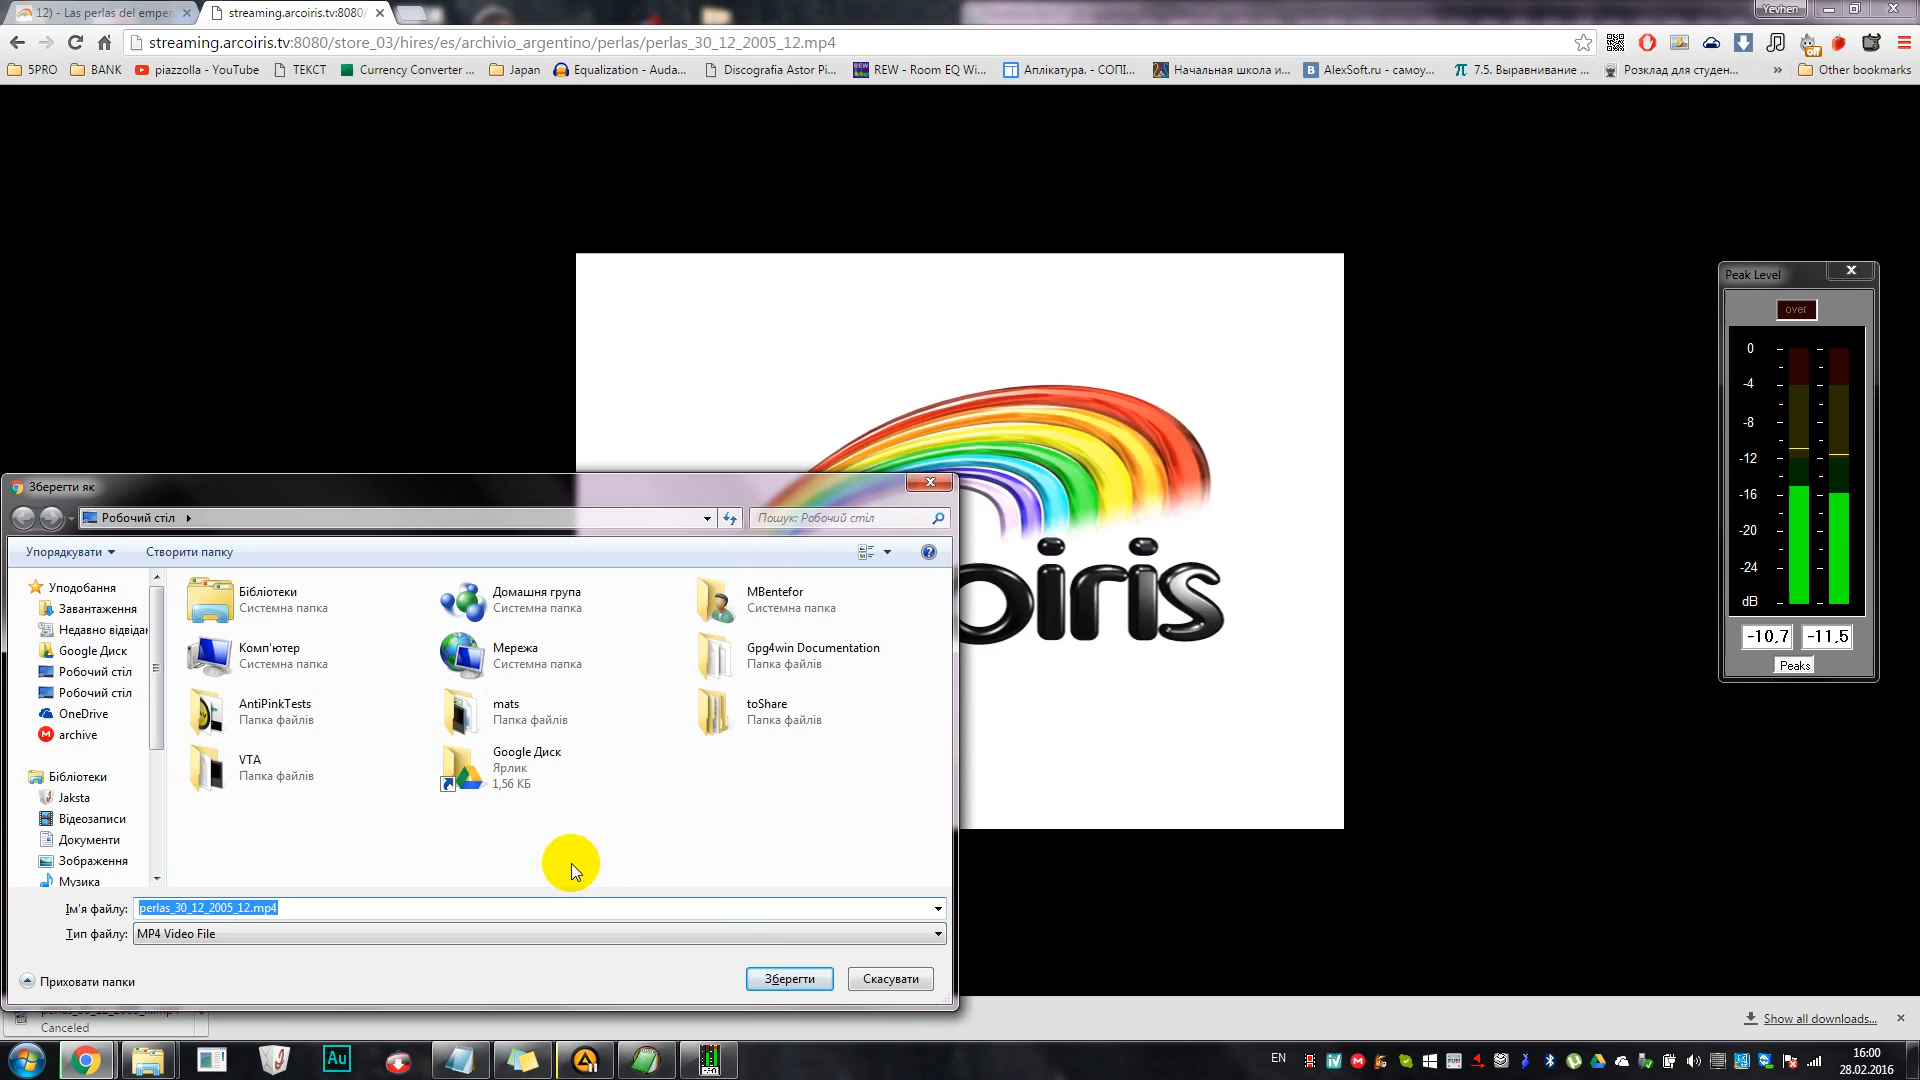 12) - Las perlas del emper
streaming.arcoiris.tv:8080/
Yevhen
streaming.arcoiris.tv:8080/store_03/hires/es/archivio_argentino/perlas/perlas_30_12_2005_12.mp4
5PRO
BANK
piazzolla - YouTube
ТЕКСТ
Currency Converter ...
Japan
Equalization - Auda...
Discografia Astor Pi...
REW - Room EQ Wi...
Аплікатура. - СОПІ...
Начальная школа и...
AlexSoft.ru - самоу...
7.5. Выравнивание ...
Розклад для студен...
»
Other bookmarks
Peak Level
over
0
-4
-8
-12
-16
-20
-24
dB
-10,7
-11,5
Peaks
oiris
Зберегти як
Робочий стіл
Пошук: Робочий стіл
Упорядкувати
Створити папку
Уподобання
Завантаження
Недавно відвіда
Google Диск
Робочий стіл
Робочий стіл
OneDrive
archive
Бібліотеки
Jaksta
Відеозаписи
Документи
Зображення
Музика
Бібліотеки
Системна папка
Домашня група
Системна папка
MBentefor
Системна папка
Комп'ютер
Системна папка
Мережа
Системна папка
Gpg4win Documentation
Папка файлів
AntiPinkTests
Папка файлів
mats
Папка файлів
toShare
Папка файлів
VTA
Папка файлів
Google Диск
Ярлик
1,56 КБ
Ім'я файлу:
perlas_30_12_2005_12.mp4
Тип файлу:
MP4 Video File
Приховати папки
Зберегти
Скасувати
Canceled
Show all downloads...
Au
EN
16:00
28.02.2016